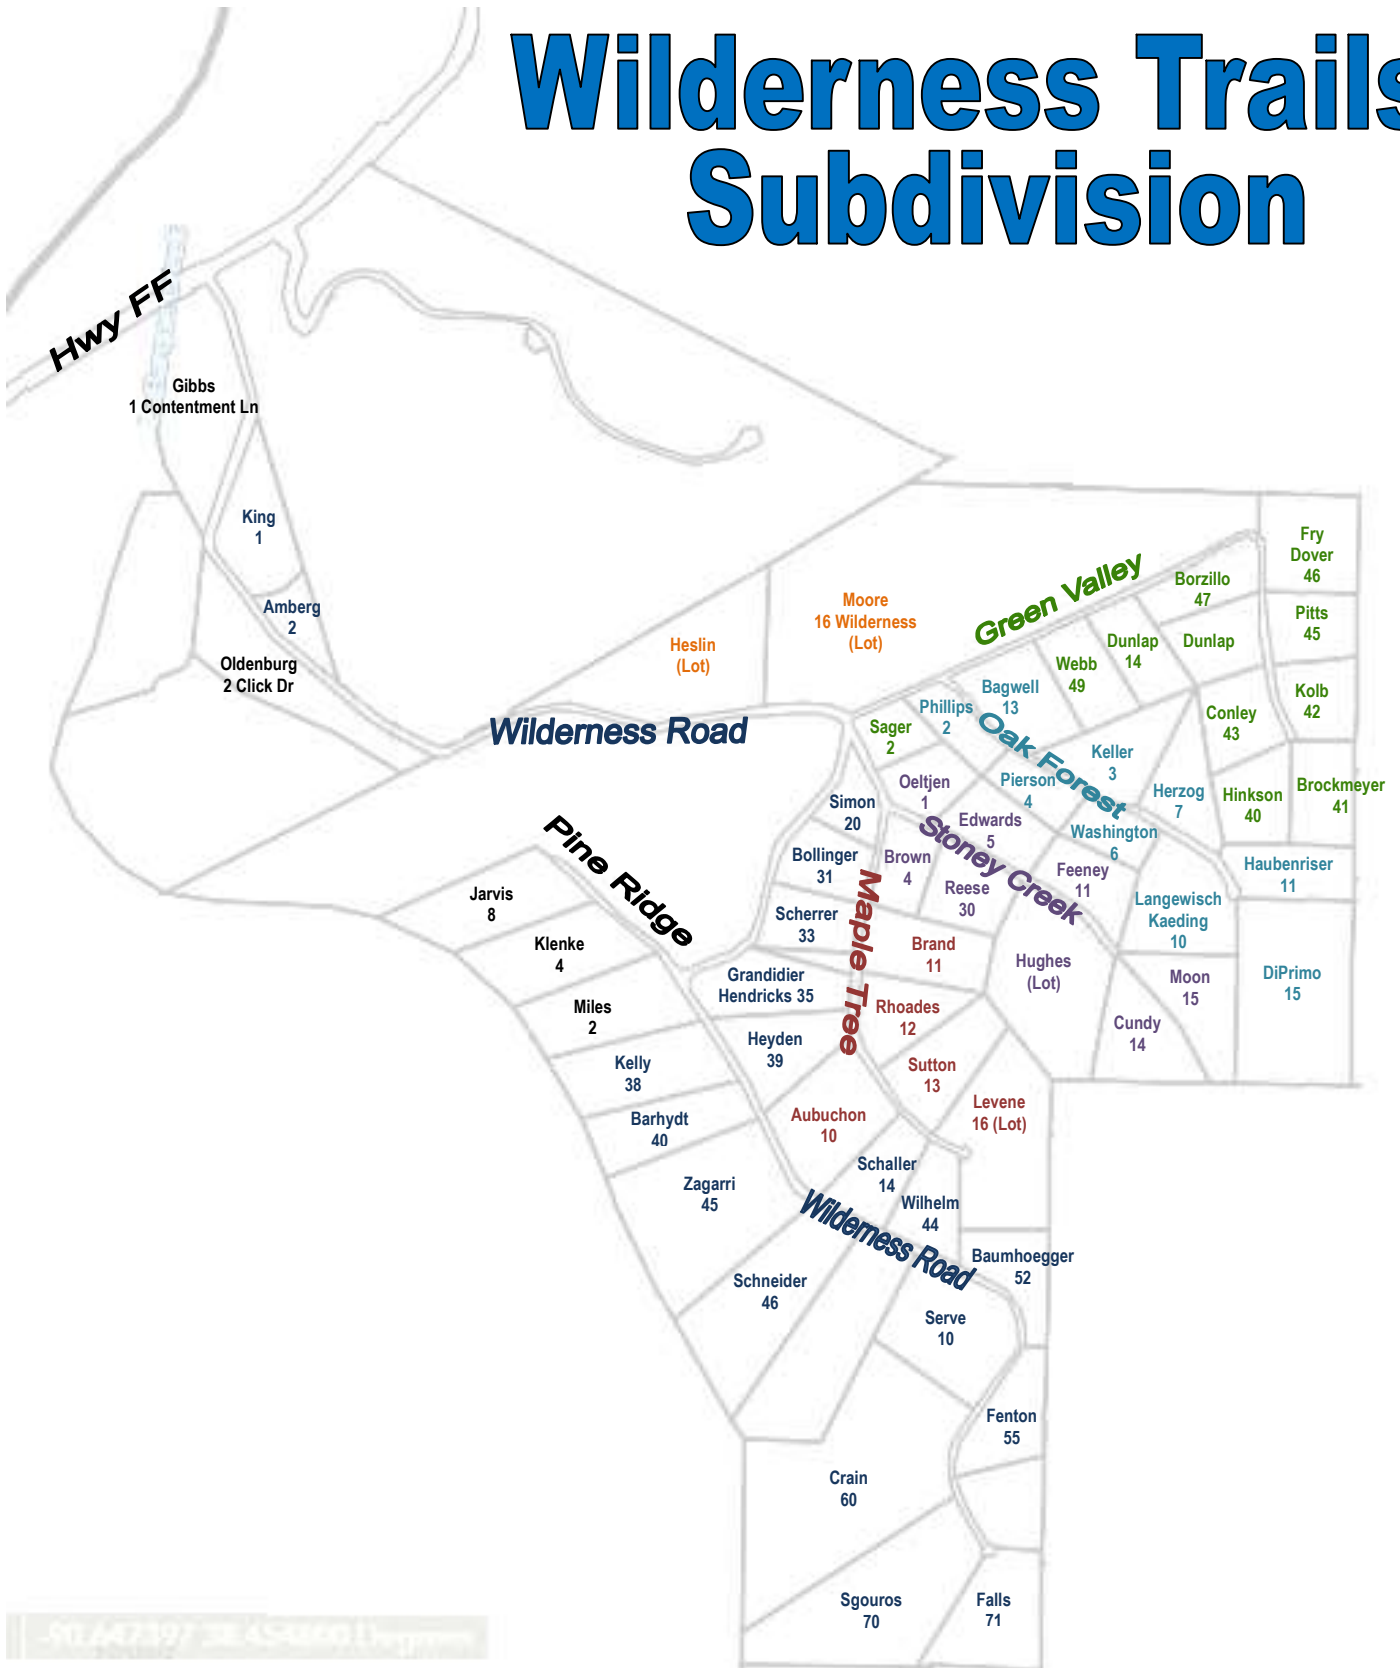 Wilderness Trails
Subdivision
Hwy FF
Gibbs
1 Contentment Ln
King
1
Amberg
2
Oldenburg
2 Click Dr
Heslin
(Lot)
Moore
16 Wilderness
(Lot)
Green Valley
Borzillo
47
Fry
Dover
46
Pitts
45
Dunlap
14
Dunlap
Webb
49
Kolb
42
Conley
43
Bagwell
13
Phillips
2
Sager
2
Wilderness Road
Oak Forest
Keller
3
Pierson
4
Herzog
7
Hinkson
40
Brockmeyer
41
Washington
6
Oeltjen
1
Simon
20
Edwards
5
Stoney Creek
Pine Ridge
Bollinger
31
Brown
4
Reese
30
Feeney
11
Haubenriser
11
Langewisch
Kaeding
10
Jarvis
8
Maple Tree
Scherrer
33
Klenke
4
Brand
11
Hughes
(Lot)
Moon
15
DiPrimo
15
Grandidier
Hendricks 35
Miles
2
Rhoades
12
Cundy
14
Heyden
39
Kelly
38
Sutton
13
Barhydt
40
Aubuchon
10
Levene
16 (Lot)
Zagarri
45
Schaller
14
Wilhelm
44
Wilderness Road
Baumhoegger
52
Schneider
46
Serve
10
Fenton
55
Crain
60
Sgouros
70
Falls
71